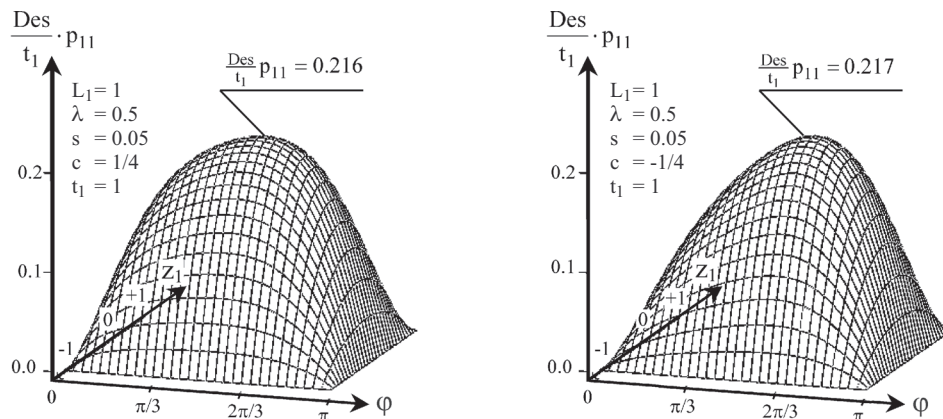 Des/t₁ · p₁₁
Des/t₁ p₁₁ = 0.216
L₁ = 1
λ = 0.5
s = 0.05
c = 1/4
t₁ = 1
0.2
0.1
0.0
-1
0
+1
z₁
0
π/3
2π/3
π
φ
Des/t₁ · p₁₁
Des/t₁ p₁₁ = 0.217
L₁ = 1
λ = 0.5
s = 0.05
c = -1/4
t₁ = 1
0.2
0.1
0.0
-1
0
+1
z₁
0
π/3
2π/3
π
φ